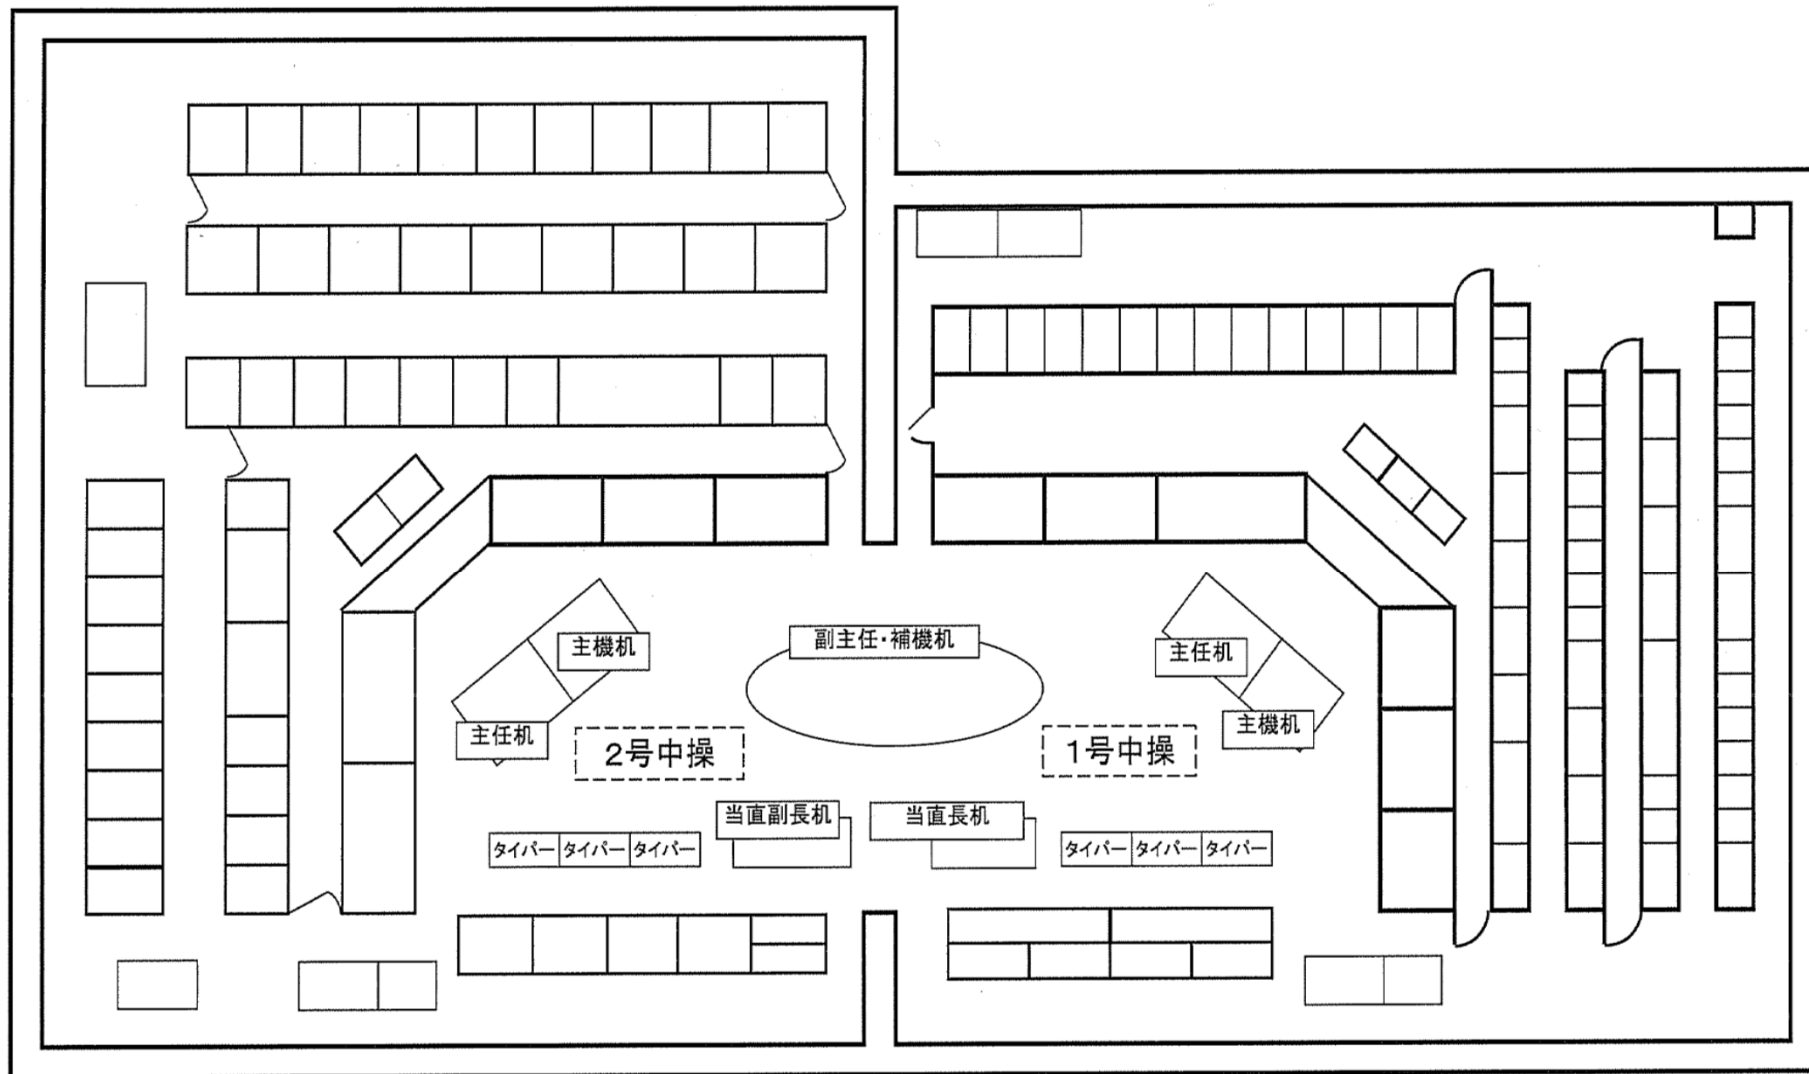 副主任・補機机
主機机
主任机
主任机
主機机
2号中操
1号中操
当直副長机
当直長机
タイパー タイパー タイパー
タイパー タイパー タイパー